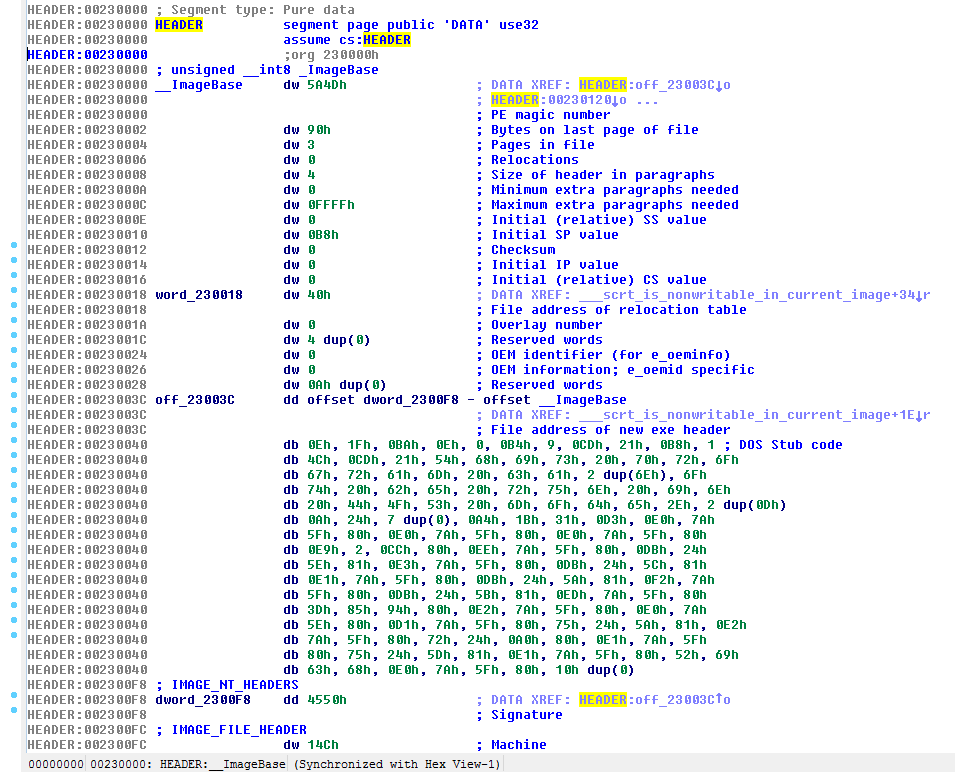 HEADER:00230000 ; Segment type: Pure data
HEADER:00230000 HEADER segment page public 'DATA' use32
HEADER:00230000 assume cs:HEADER
HEADER:00230000 ;org 230000h
HEADER:00230000 ; unsigned __int8 _ImageBase
HEADER:00230000 __ImageBase dw 5A4Dh ; DATA XREF: HEADER:off_23003C↓o
HEADER:00230000 ; HEADER:00230120↓o ...
HEADER:00230000 ; PE magic number
HEADER:00230002 dw 90h ; Bytes on last page of file
HEADER:00230004 dw 3 ; Pages in file
HEADER:00230006 dw 0 ; Relocations
HEADER:00230008 dw 4 ; Size of header in paragraphs
HEADER:0023000A dw 0 ; Minimum extra paragraphs needed
HEADER:0023000C dw 0FFFFh ; Maximum extra paragraphs needed
HEADER:0023000E dw 0 ; Initial (relative) SS value
HEADER:00230010 dw 0B8h ; Initial SP value
HEADER:00230012 dw 0 ; Checksum
HEADER:00230014 dw 0 ; Initial IP value
HEADER:00230016 dw 0 ; Initial (relative) CS value
HEADER:00230018 word_230018 dw 40h ; DATA XREF: ___scrt_is_nonwritable_in_current_image+34↓r
HEADER:00230018 ; File address of relocation table
HEADER:0023001A dw 0 ; Overlay number
HEADER:0023001C dw 4 dup(0) ; Reserved words
HEADER:00230024 dw 0 ; OEM identifier (for e_oeminfo)
HEADER:00230026 dw 0 ; OEM information; e_oemid specific
HEADER:00230028 dw 0Ah dup(0) ; Reserved words
HEADER:0023003C off_23003C dd offset dword_2300F8 - offset __ImageBase
HEADER:0023003C ; DATA XREF: ___scrt_is_nonwritable_in_current_image+1E↓r
HEADER:0023003C ; File address of new exe header
HEADER:00230040 db 0Eh, 1Fh, 0BAh, 0Eh, 0, 0B4h, 9, 0CDh, 21h, 0B8h, 1 ; DOS Stub code
HEADER:00230040 db 4Ch, 0CDh, 21h, 54h, 68h, 69h, 73h, 20h, 70h, 72h, 6Fh
HEADER:00230040 db 67h, 72h, 61h, 6Dh, 20h, 63h, 61h, 2 dup(6Eh), 6Fh
HEADER:00230040 db 74h, 20h, 62h, 65h, 20h, 72h, 75h, 6Eh, 20h, 69h, 6Eh
HEADER:00230040 db 20h, 44h, 4Fh, 53h, 20h, 6Dh, 6Fh, 64h, 65h, 2Eh, 2 dup(0Dh)
HEADER:00230040 db 0Ah, 24h, 7 dup(0), 0A4h, 1Bh, 31h, 0D3h, 0E0h, 7Ah
HEADER:00230040 db 5Fh, 80h, 0E0h, 7Ah, 5Fh, 80h, 0E0h, 7Ah, 5Fh, 80h
HEADER:00230040 db 0E9h, 2, 0CCh, 80h, 0EEh, 7Ah, 5Fh, 80h, 0DBh, 24h
HEADER:00230040 db 5Eh, 81h, 0E3h, 7Ah, 5Fh, 80h, 0DBh, 24h, 5Ch, 81h
HEADER:00230040 db 0E1h, 7Ah, 5Fh, 80h, 0DBh, 24h, 5Ah, 81h, 0F2h, 7Ah
HEADER:00230040 db 5Fh, 80h, 0DBh, 24h, 5Bh, 81h, 0EDh, 7Ah, 5Fh, 80h
HEADER:00230040 db 3Dh, 85h, 94h, 80h, 0E2h, 7Ah, 5Fh, 80h, 0E0h, 7Ah
HEADER:00230040 db 5Eh, 80h, 0D1h, 7Ah, 5Fh, 80h, 75h, 24h, 5Ah, 81h, 0E2h
HEADER:00230040 db 7Ah, 5Fh, 80h, 72h, 24h, 0A0h, 80h, 0E1h, 7Ah, 5Fh
HEADER:00230040 db 80h, 75h, 24h, 5Dh, 81h, 0E1h, 7Ah, 5Fh, 80h, 52h, 69h
HEADER:00230040 db 63h, 68h, 0E0h, 7Ah, 5Fh, 80h, 10h dup(0)
HEADER:002300F8 ; IMAGE_NT_HEADERS
HEADER:002300F8 dword_2300F8 dd 4550h ; DATA XREF: HEADER:off_23003C↑o
HEADER:002300F8 ; Signature
HEADER:002300FC ; IMAGE_FILE_HEADER
HEADER:002300FC dw 14Ch ; Machine
00000000 00230000: HEADER:__ImageBase (Synchronized with Hex View-1)